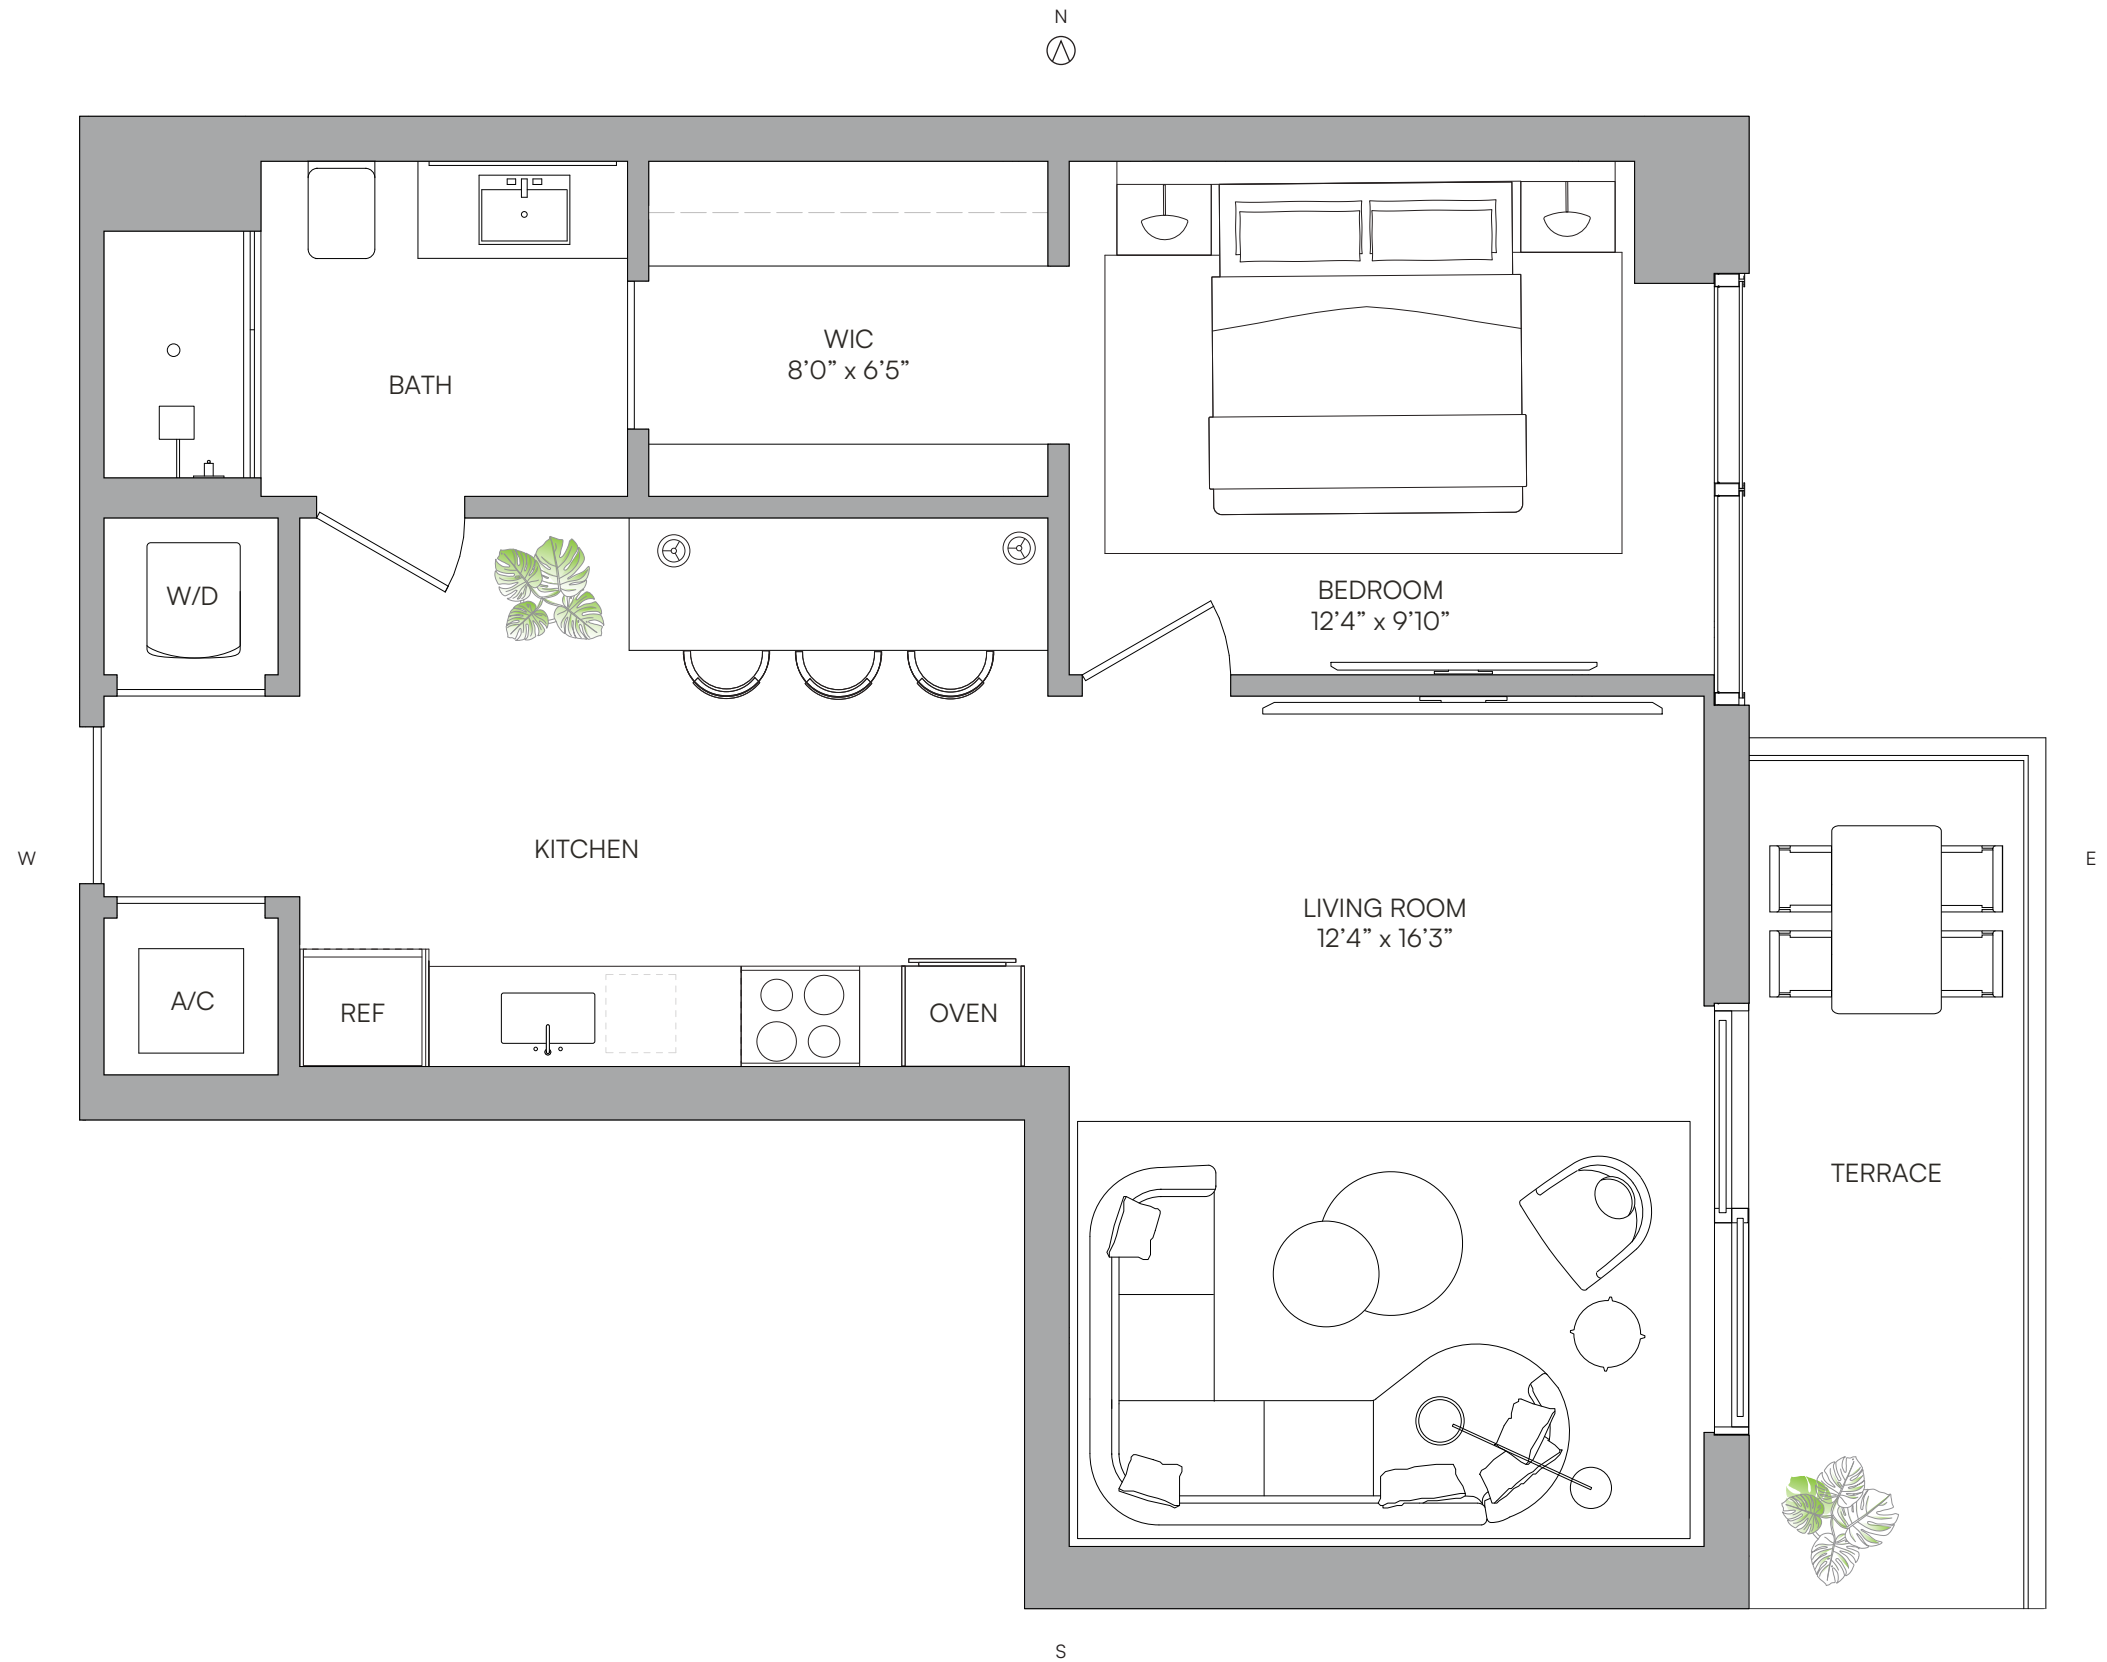 N
WIC
8’0” x 6’5”
BATH
BEDROOM
12’4” x 9’10”
W/D
KITCHEN
W
E
LIVING ROOM
12’4” x 16’3”
A/C
REF
OVEN
TERRACE
S